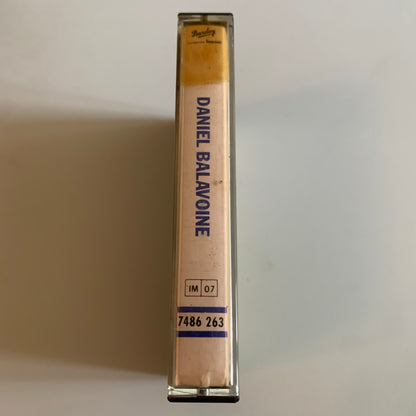 Barclay
DANIEL BALAVOINE
IM 07
7486 263